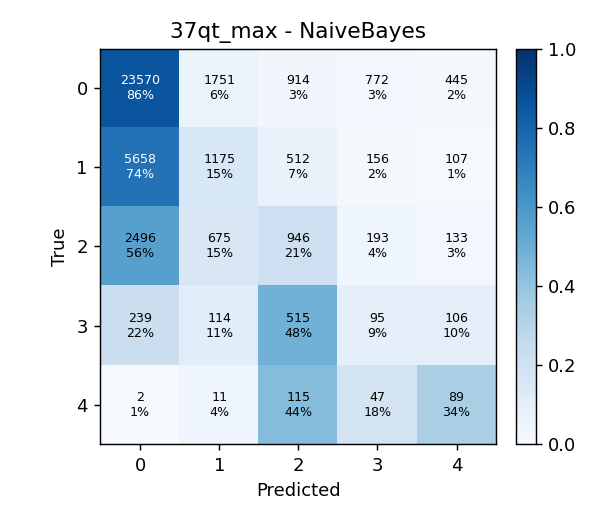 37qt_max - NaiveBayes
0 23570 1751 914 772 445 1.0
86% 6% 3% 3% 2%
0.8
1 5658 1175 512 156 107
74% 15% 7% 2% 1%
0.6
True
2 2496 675 946 193 133
56% 15% 21% 4% 3%
0.4
3 239 114 515 95 106
22% 11% 48% 9% 10%
0.2
4 2 11 115 47 89
1% 4% 44% 18% 34%
0.0
0 1 2 3 4
Predicted